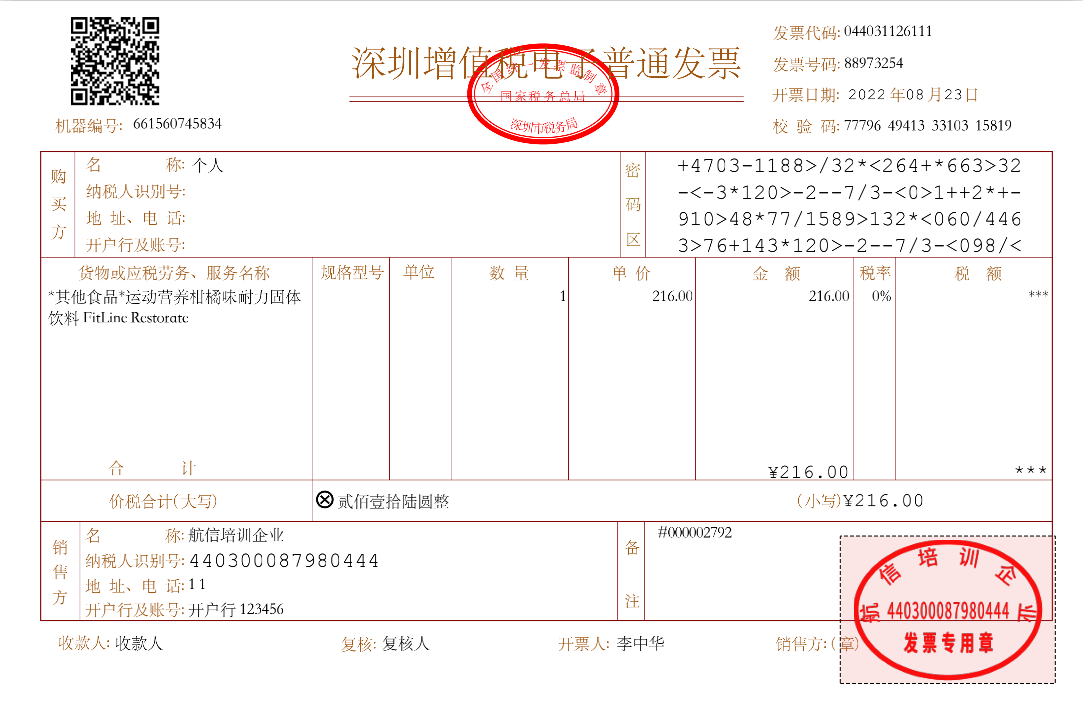 深圳增值税电子普通发票
全国统一发票监制章
国家税务总局
深圳市税务局
发票代码: 044031126111
发票号码: 88973254
开票日期: 2022 年08月23日
校 验 码: 77796 49413 33103 15819
机器编号: 661560745834
购买方
名 称: 个人
纳税人识别号:
地 址、电 话:
开户行及账号:
密码区
+4703-1188>/32*<264+*663>32
-<-3*120>-2--7/3-<0>1++2*+-
910>48*77/1589>132*<060/446
3>76+143*120>-2--7/3-<098/<
货物或应税劳务、服务名称 规格型号 单位 数 量 单 价 金 额 税率 税 额
*其他食品*运动营养柑橘味耐力固体 1 216.00 216.00 0% ***
饮料 FitLine Restorate
合 计 ¥216.00 ***
价税合计(大写) ⊗ 贰佰壹拾陆圆整 (小写)¥216.00
销售方
名 称: 航信培训企业
纳税人识别号: 440300087980444
地 址、电 话: 1 1
开户行及账号: 开户行 123456
备注
#000002792
航信培训企业
440300087980444
发票专用章
收款人: 收款人 复核: 复核人 开票人: 李中华 销售方:(章)